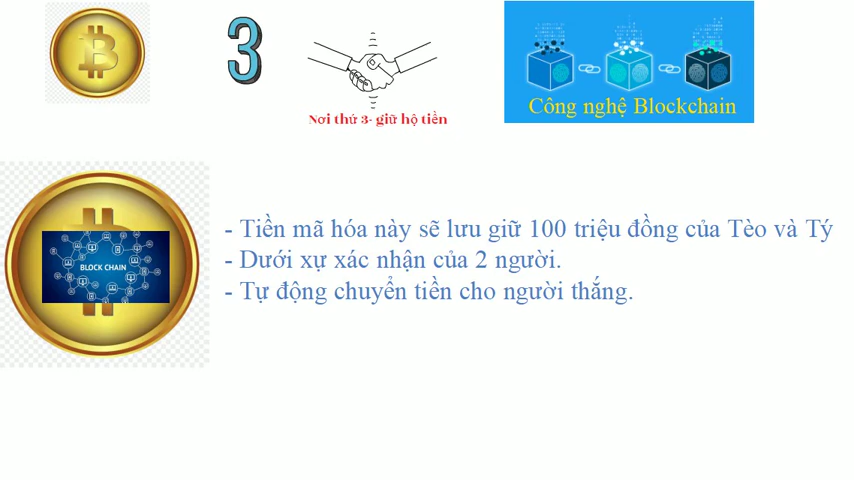 3
Nơi thứ 3- giữ hộ tiền
Công nghệ Blockchain
BLOCK CHAIN
- Tiền mã hóa này sẽ lưu giữ 100 triệu đồng của Tèo và Tý
- Dưới xự xác nhận của 2 người.
- Tự động chuyển tiền cho người thắng.